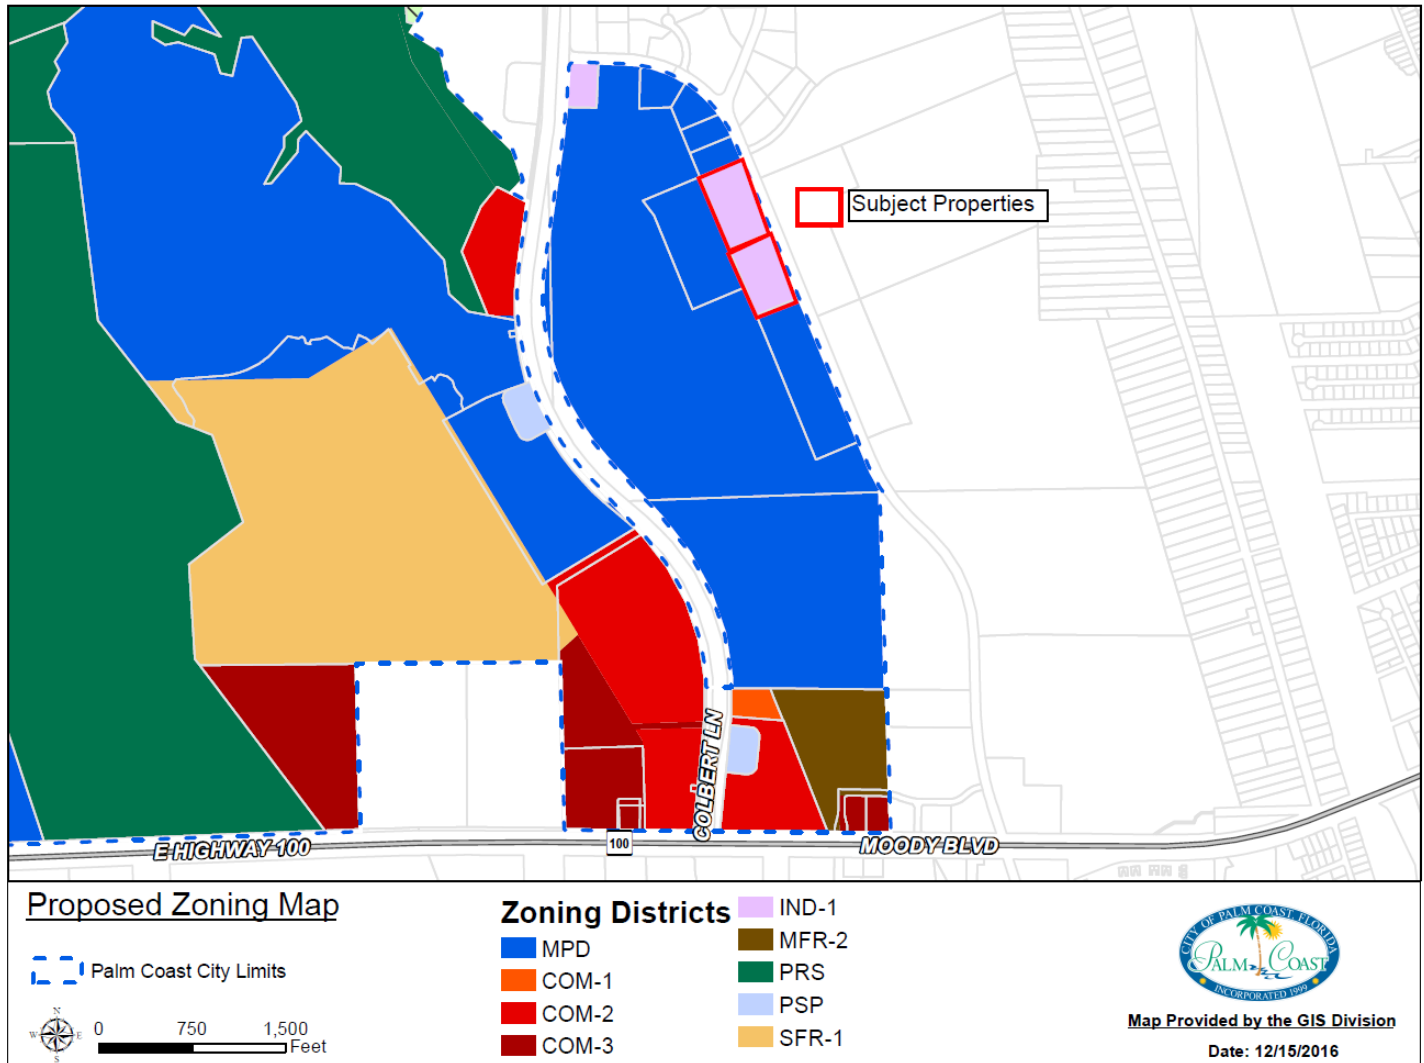 Subject Properties
COLBERT LN
E HIGHWAY 100
100
MOODY BLVD
Proposed Zoning Map
Palm Coast City Limits
N
W
E
S
0 750 1,500
Feet
Zoning Districts
MPD
COM-1
COM-2
COM-3
IND-1
MFR-2
PRS
PSP
SFR-1
CITY OF PALM COAST, FLORIDA
PALM COAST
INCORPORATED 1999
Map Provided by the GIS Division
Date: 12/15/2016